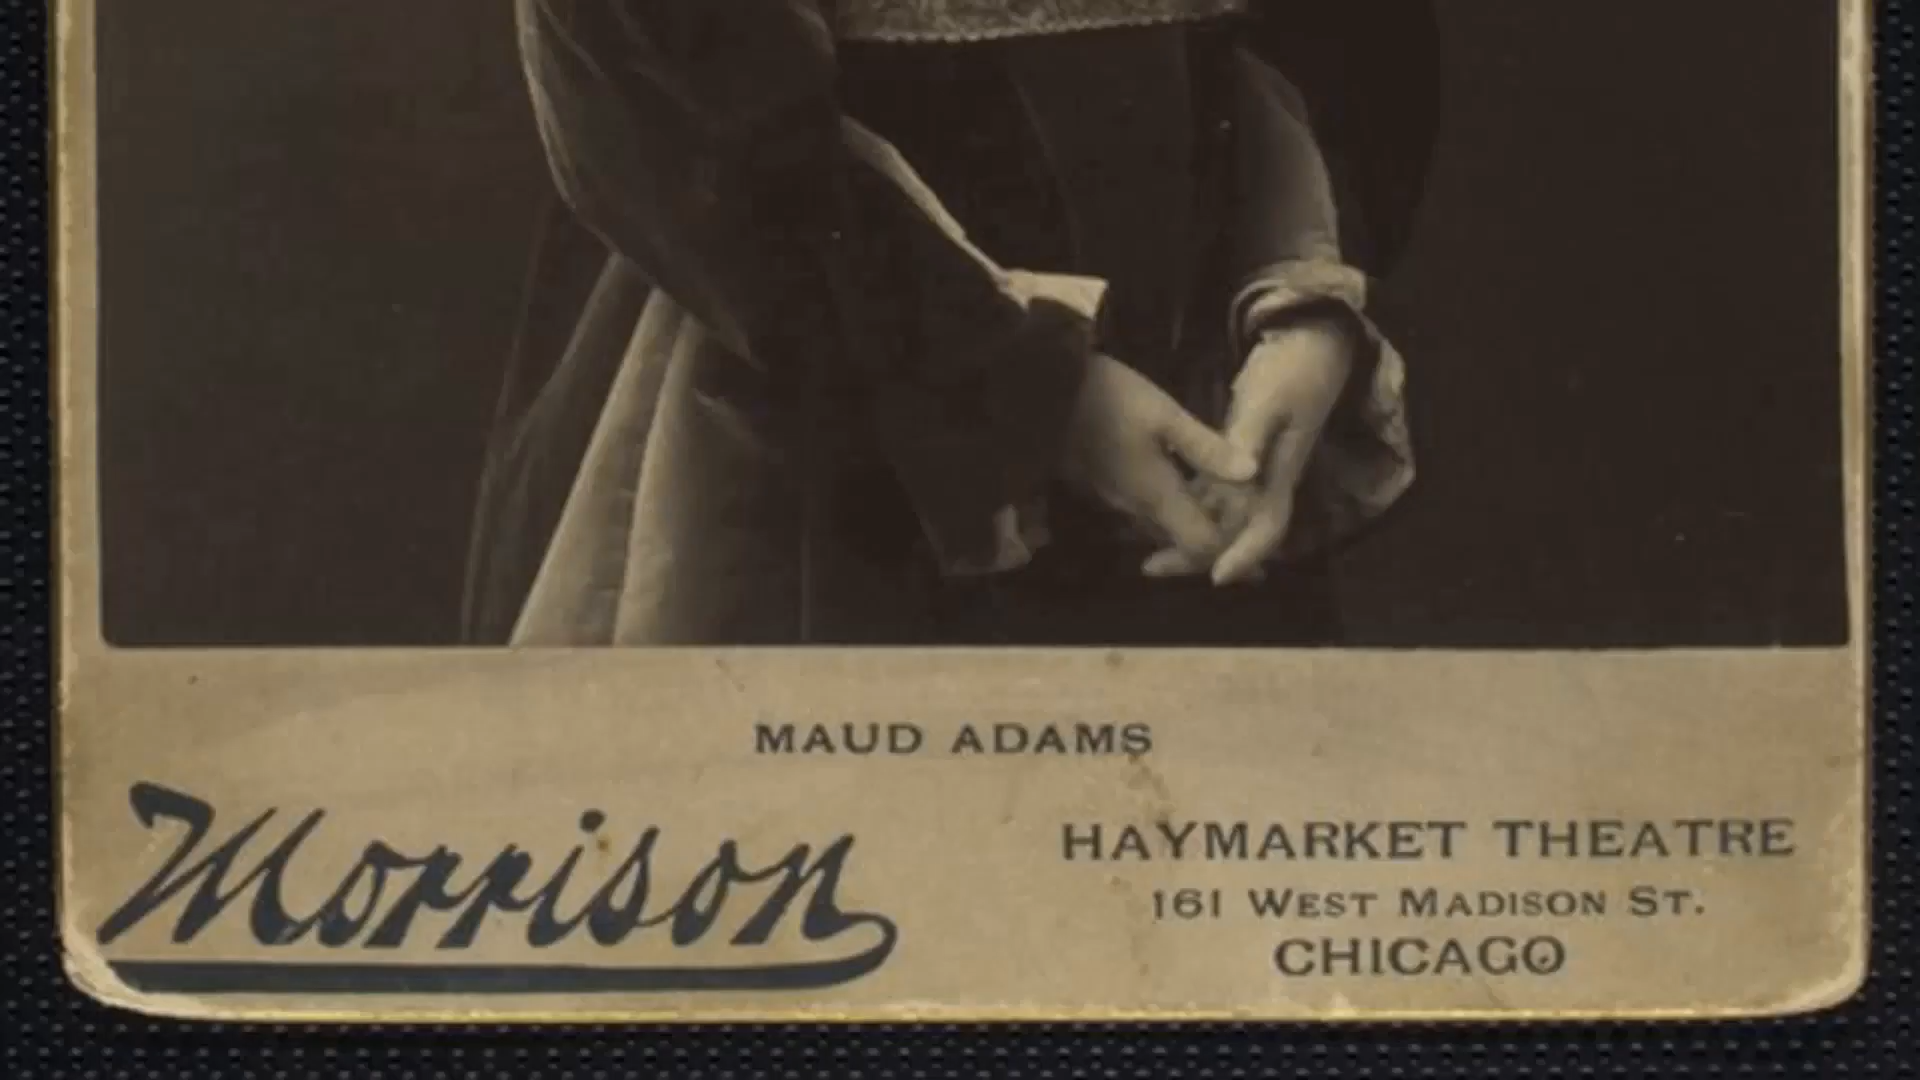 MAUD ADAMS
Morrison
HAYMARKET THEATRE
161 WEST MADISON ST.
CHICAGO